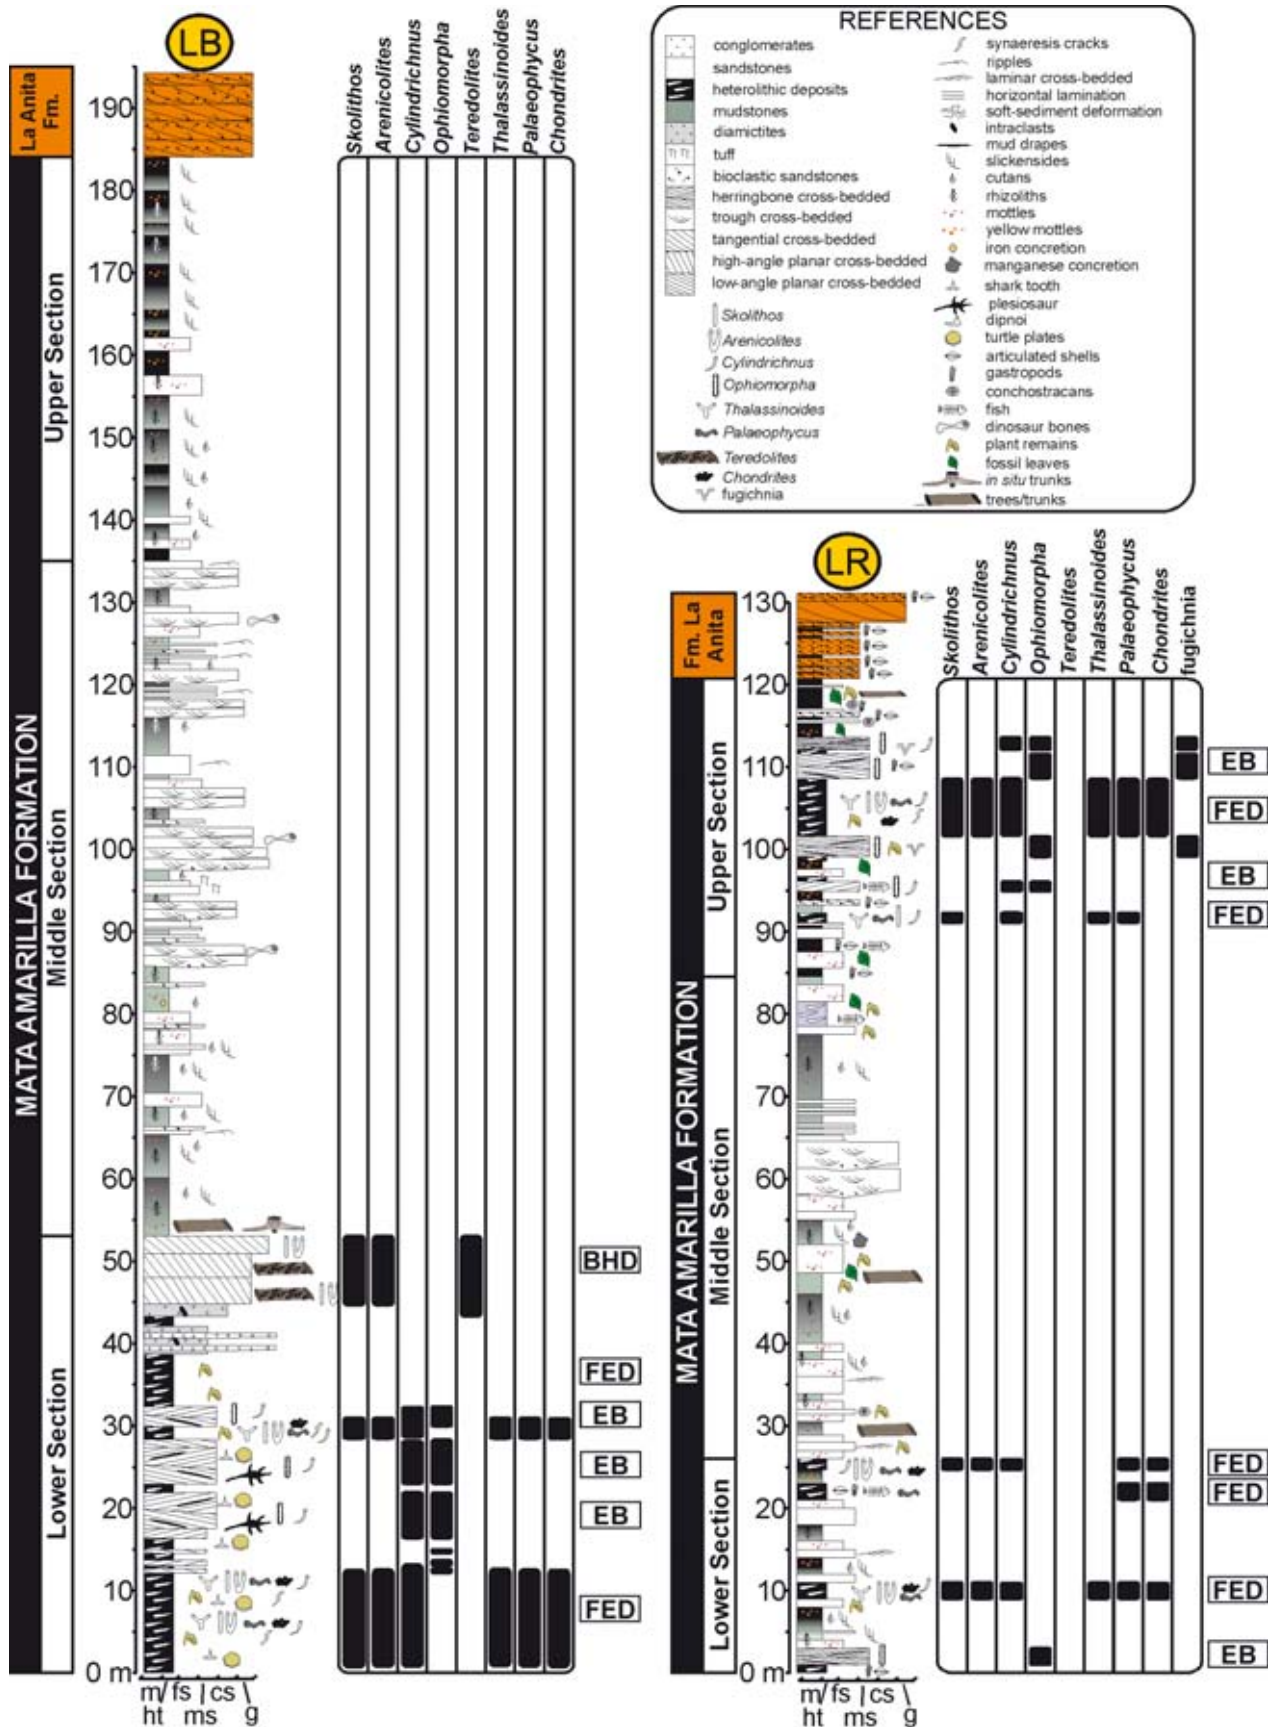 LB
Skolithos
Arenicolites
Cylindrichnus
Ophiomorpha
Teredolites
Thalassinoides
Palaeophycus
Chondrites
La Anita
Fm.
MATA AMARILLA FORMATION
Upper Section
Middle Section
Lower Section
190
180
170
160
150
140
130
120
110
100
90
80
70
60
50
40
30
20
10
0 m
m fs cs
ht ms g
BHD
FED
EB
EB
EB
FED
REFERENCES
conglomerates
sandstones
heterolithic deposits
mudstones
diamictites
tuff
bioclastic sandstones
herringbone cross-bedded
trough cross-bedded
tangential cross-bedded
high-angle planar cross-bedded
low-angle planar cross-bedded
Skolithos
Arenicolites
Cylindrichnus
Ophiomorpha
Thalassinoides
Palaeophycus
Teredolites
Chondrites
fugichnia
synaeresis cracks
ripples
laminar cross-bedded
horizontal lamination
soft-sediment deformation
intraclasts
mud drapes
slickensides
cutans
rhizoliths
mottles
yellow mottles
iron concretion
manganese concretion
shark tooth
plesiosaur
dipnoi
turtle plates
articulated shells
gastropods
conchostracans
fish
dinosaur bones
plant remains
fossil leaves
in situ trunks
trees/trunks
LR
Skolithos
Arenicolites
Cylindrichnus
Ophiomorpha
Teredolites
Thalassinoides
Palaeophycus
Chondrites
fugichnia
Fm. La
Anita
MATA AMARILLA FORMATION
Upper Section
Middle Section
Lower Section
130
120
110
100
90
80
70
60
50
40
30
20
10
0 m
m fs cs
ht ms g
EB
FED
EB
FED
FED
FED
FED
EB